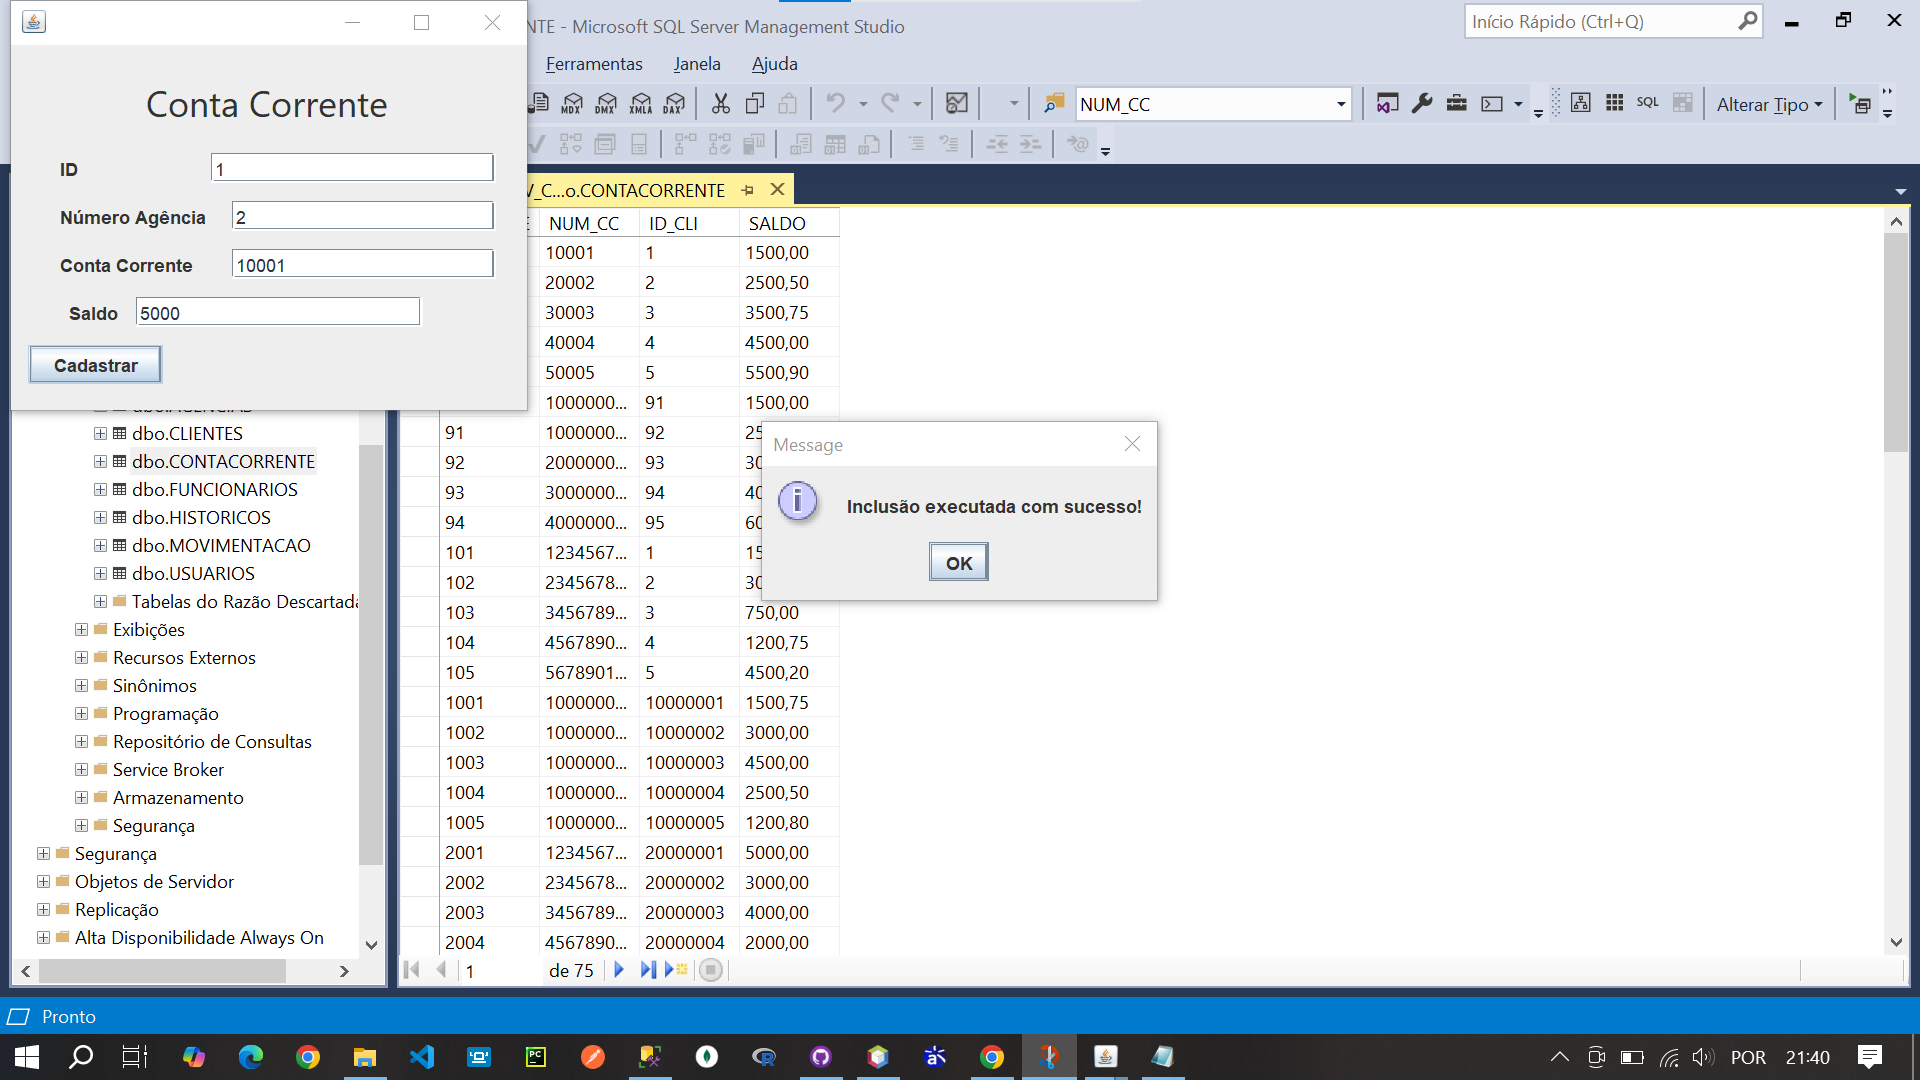 NTE - Microsoft SQL Server Management Studio
Início Rápido (Ctrl+Q)
Ferramentas Janela Ajuda
MDX DMX XMLA DAX NUM_CC SQL Alterar Tipo
Conta Corrente
ID 1
Número Agência 2
Conta Corrente 10001
Saldo 5000
Cadastrar
V_C...o.CONTACORRENTE
E NUM_CC ID_CLI SALDO
10001 1 1500,00
20002 2 2500,50
30003 3 3500,75
40004 4 4500,00
50005 5 5500,90
1000000... 91 1500,00
91 1000000... 92 25
92 2000000... 93 30
93 3000000... 94 40
94 4000000... 95 60
101 1234567... 1 15
102 2345678... 2 30
103 3456789... 3 750,00
104 4567890... 4 1200,75
105 5678901... 5 4500,20
1001 1000000... 10000001 1500,75
1002 1000000... 10000002 3000,00
1003 1000000... 10000003 4500,00
1004 1000000... 10000004 2500,50
1005 1000000... 10000005 1200,80
2001 1234567... 20000001 5000,00
2002 2345678... 20000002 3000,00
2003 3456789... 20000003 4000,00
2004 4567890... 20000004 2000,00
1 de 75
Message
Inclusão executada com sucesso!
OK
dbo.AGENCIAS
dbo.CLIENTES
dbo.CONTACORRENTE
dbo.FUNCIONARIOS
dbo.HISTORICOS
dbo.MOVIMENTACAO
dbo.USUARIOS
Tabelas do Razão Descartada
Exibições
Recursos Externos
Sinônimos
Programação
Repositório de Consultas
Service Broker
Armazenamento
Segurança
Segurança
Objetos de Servidor
Replicação
Alta Disponibilidade Always On
Pronto
POR 21:40